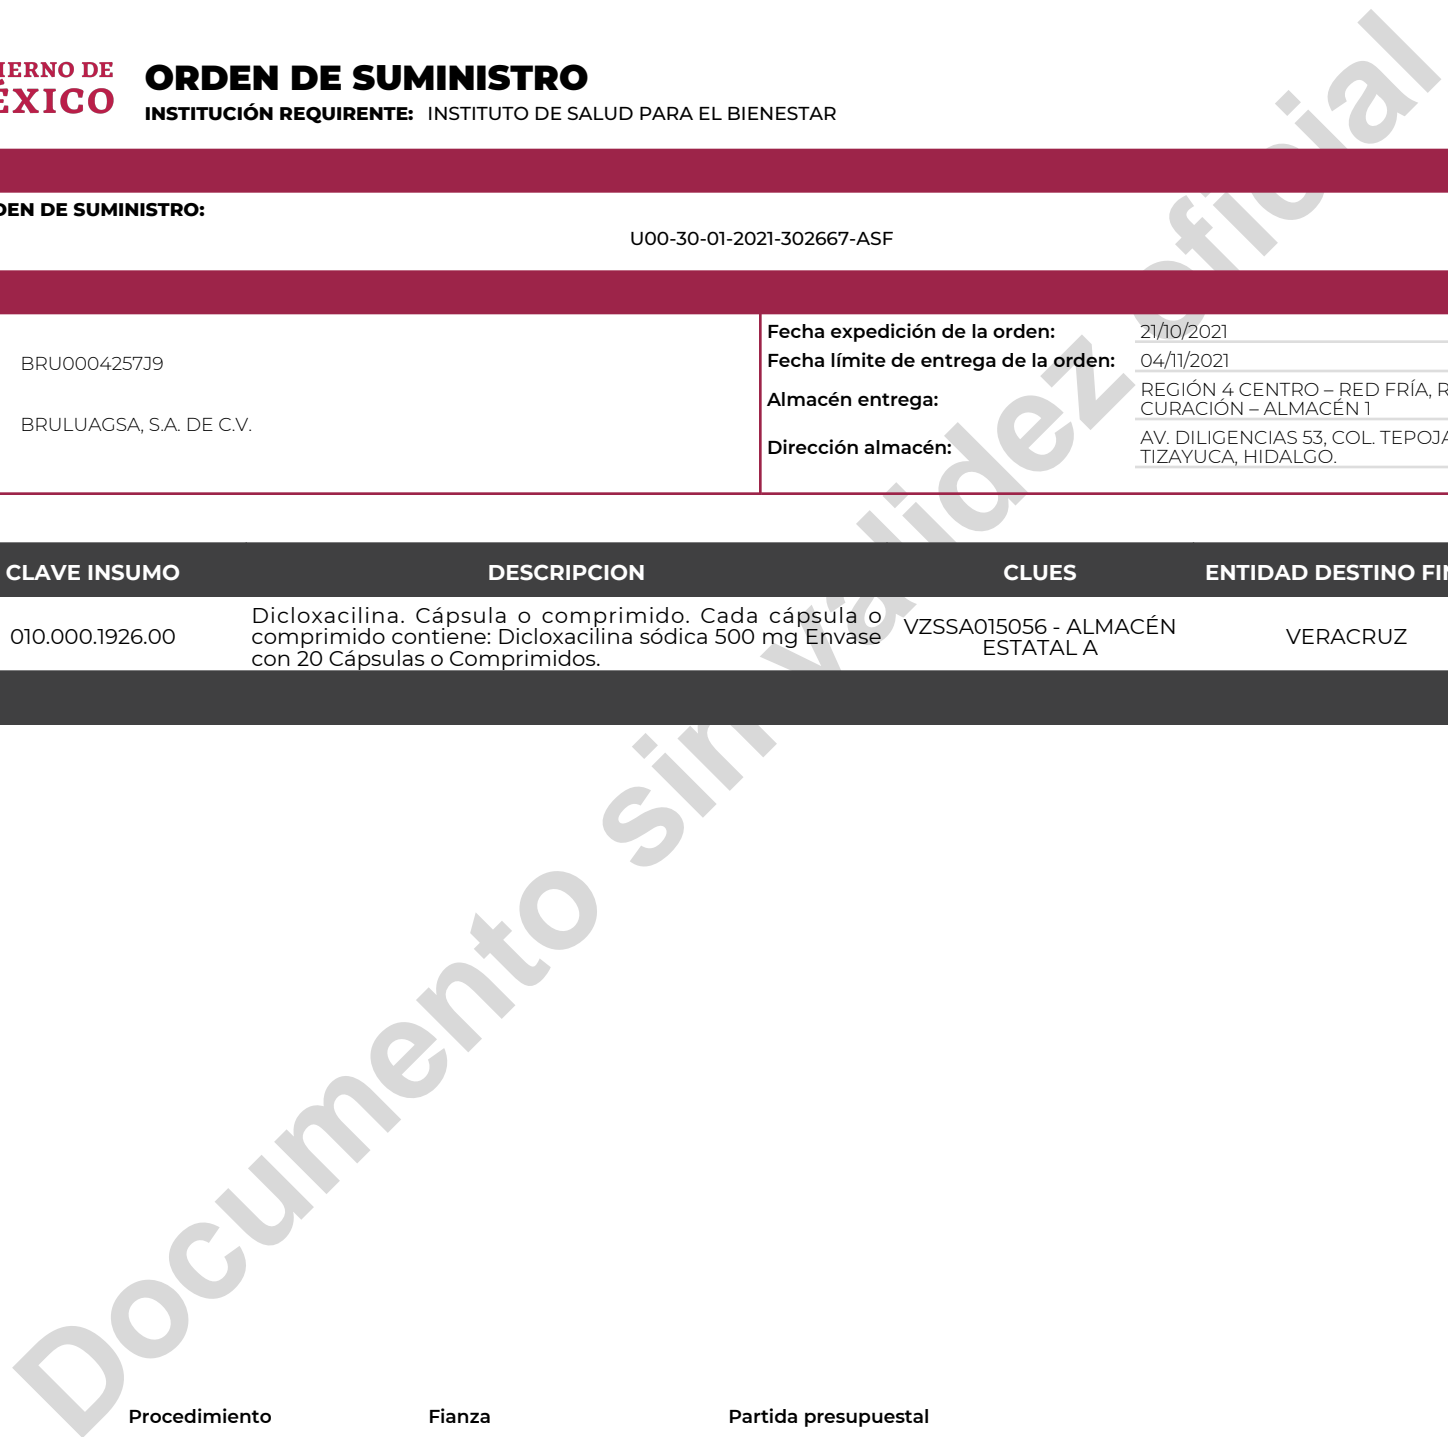 IERNO DE
ÉXICO
ORDEN DE SUMINISTRO
INSTITUCIÓN REQUIRENTE: INSTITUTO DE SALUD PARA EL BIENESTAR
DEN DE SUMINISTRO:
U00-30-01-2021-302667-ASF
BRU0004257J9
BRULUAGSA, S.A. DE C.V.
Fecha expedición de la orden: 21/10/2021
Fecha límite de entrega de la orden: 04/11/2021
Almacén entrega: REGIÓN 4 CENTRO – RED FRÍA, R
CURACIÓN – ALMACÉN 1
Dirección almacén: AV. DILIGENCIAS 53, COL. TEPOJA
TIZAYUCA, HIDALGO.
CLAVE INSUMO DESCRIPCION CLUES ENTIDAD DESTINO FIN
010.000.1926.00
Dicloxacilina. Cápsula o comprimido. Cada cápsula o
comprimido contiene: Dicloxacilina sódica 500 mg Envase
con 20 Cápsulas o Comprimidos.
VZSSA015056 - ALMACÉN
ESTATAL A
VERACRUZ
Documento sin validez oficial
Procedimiento Fianza Partida presupuestal